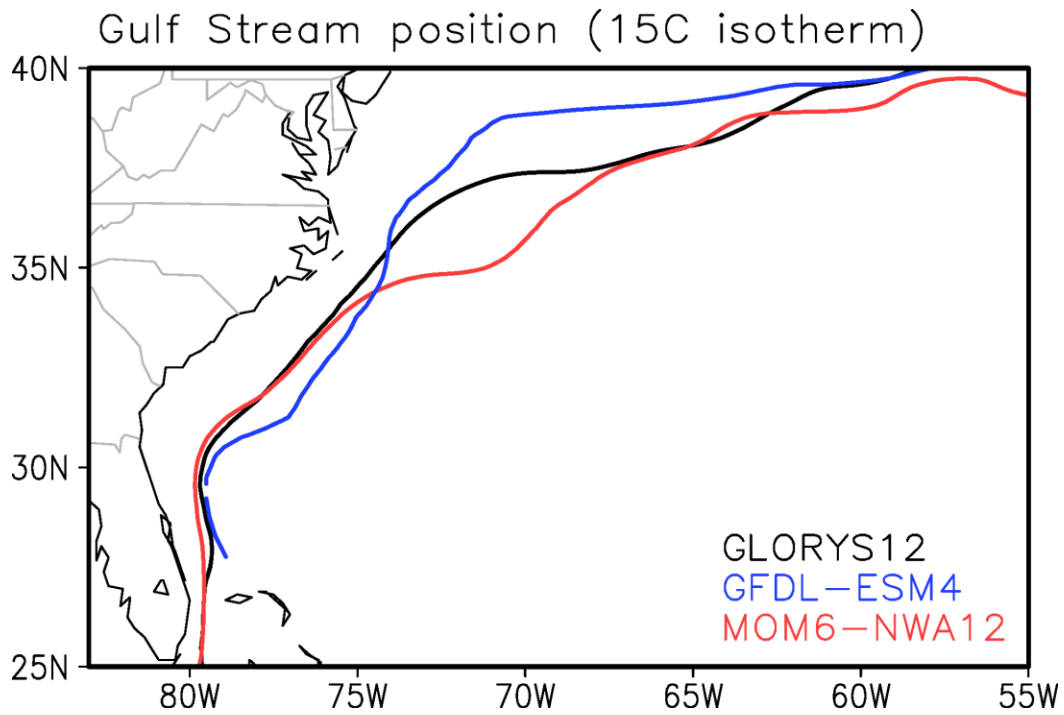 Gulf Stream position (15C isotherm)
40N
35N
30N
25N
GLORYS12
GFDL-ESM4
MOM6-NWA12
80W 75W 70W 65W 60W 55W